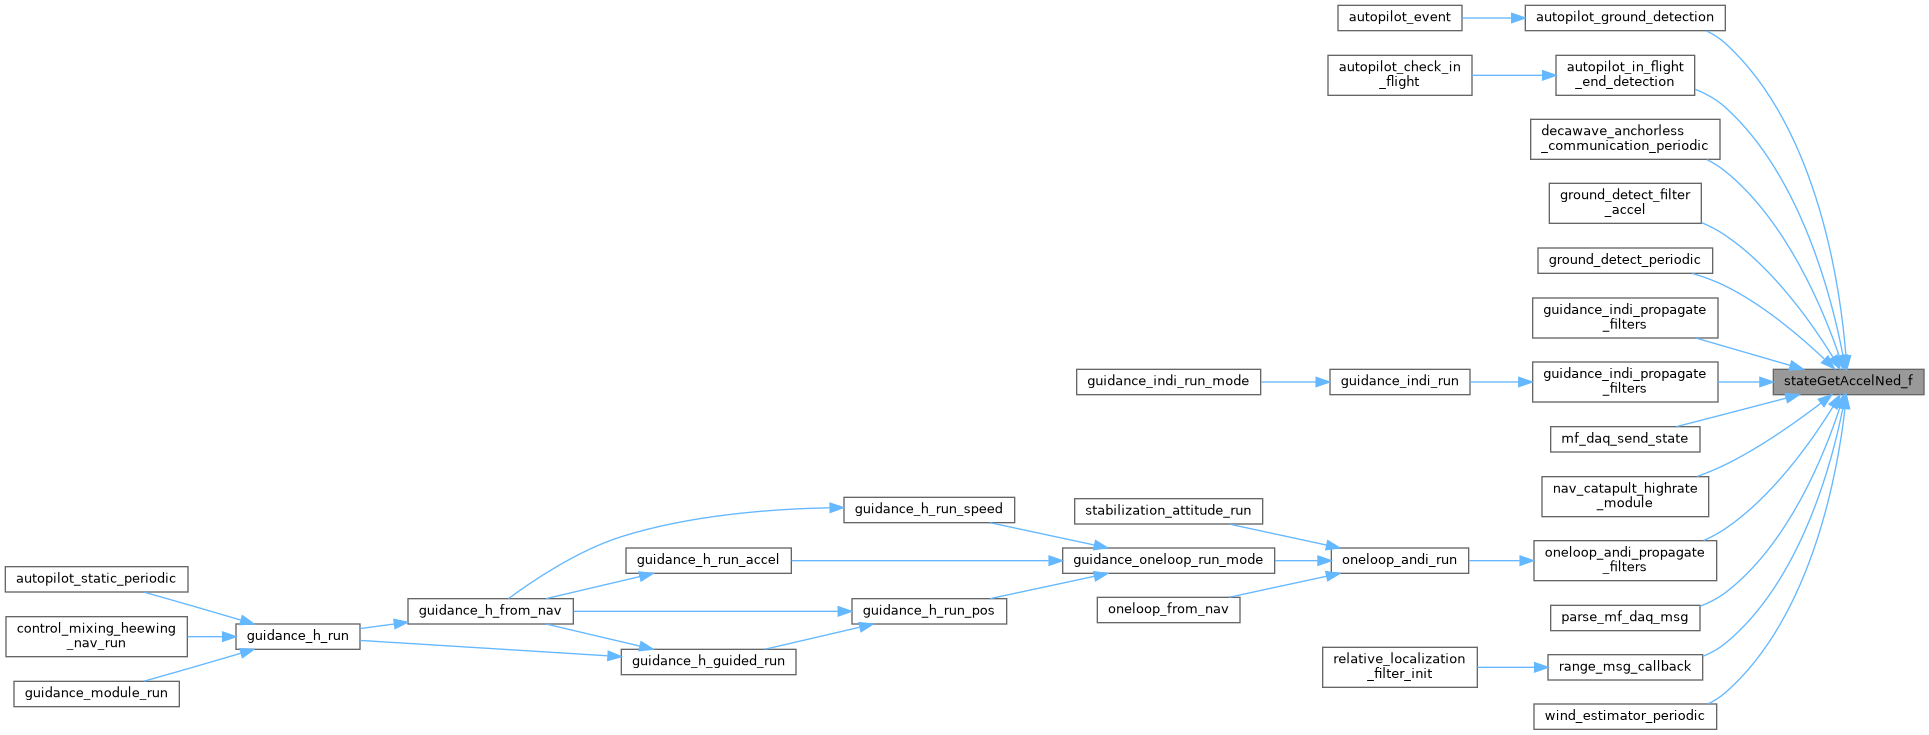 autopilot_event
autopilot_ground_detection
autopilot_check_in
_flight
autopilot_in_flight
_end_detection
decawave_anchorless
_communication_periodic
ground_detect_filter
_accel
ground_detect_periodic
guidance_indi_propagate
_filters
guidance_indi_run_mode
guidance_indi_run
guidance_indi_propagate
_filters
stateGetAccelNed_f
mf_daq_send_state
nav_catapult_highrate
_module
guidance_h_run_speed
stabilization_attitude_run
guidance_h_run_accel
guidance_oneloop_run_mode
oneloop_andi_run
oneloop_andi_propagate
_filters
autopilot_static_periodic
guidance_h_from_nav
guidance_h_run_pos
oneloop_from_nav
parse_mf_daq_msg
control_mixing_heewing
_nav_run
guidance_h_run
guidance_h_guided_run
relative_localization
_filter_init
range_msg_callback
guidance_module_run
wind_estimator_periodic